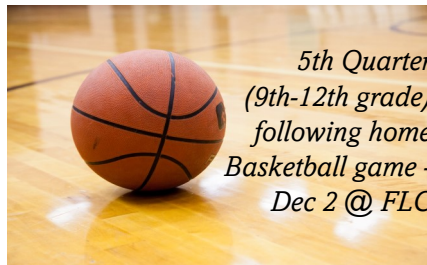 5th Quarter
(9th-12th grade)
following home
Basketball game -
Dec 2 @ FLC